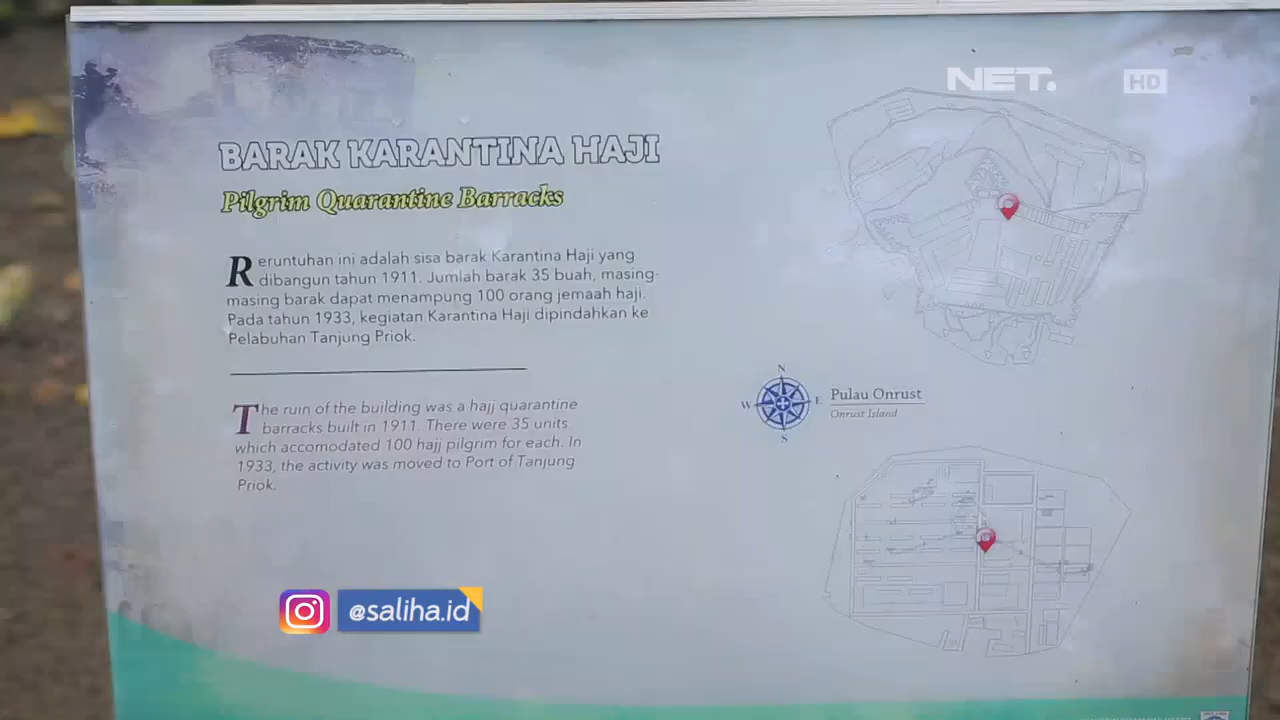 NET.
HD
BARAK KARANTINA HAJI
Pilgrim Quarantine Barracks
Reruntuhan ini adalah sisa barak Karantina Haji yang
dibangun tahun 1911. Jumlah barak 35 buah, masing-
masing barak dapat menampung 100 orang jemaah haji.
Pada tahun 1933, kegiatan Karantina Haji dipindahkan ke
Pelabuhan Tanjung Priok.
The ruin of the building was a hajj quarantine
barracks built in 1911. There were 35 units
which accomodated 100 hajj pilgrim for each. In
1933, the activity was moved to Port of Tanjung
Priok.
N
W
E
S
Pulau Onrust
Onrust Island
@saliha.id